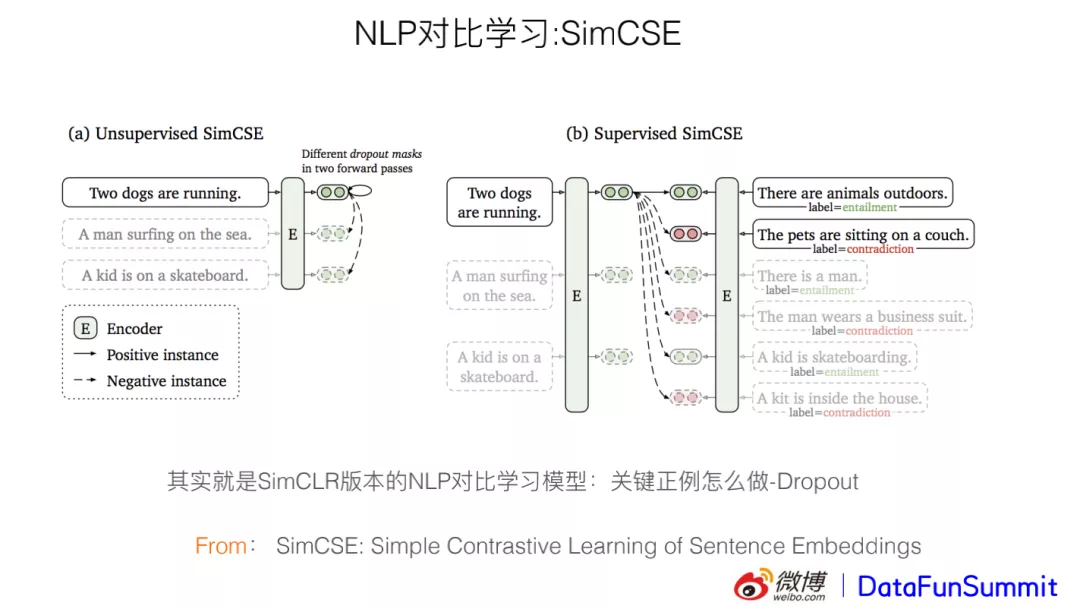 NLP对比学习:SimCSE
(a) Unsupervised SimCSE
Different dropout masks
in two forward passes
Two dogs are running.
A man surfing on the sea.
A kid is on a skateboard.
E
E Encoder
Positive instance
Negative instance
(b) Supervised SimCSE
Two dogs
are running.
A man surfing
on the sea.
A kid is on a
skateboard.
E
E
There are animals outdoors.
label=entailment
The pets are sitting on a couch.
label=contradiction
There is a man.
label=entailment
The man wears a business suit.
label=contradiction
A kid is skateboarding.
label=entailment
A kit is inside the house.
label=contradiction
其实就是SimCLR版本的NLP对比学习模型：关键正例怎么做-Dropout
From： SimCSE: Simple Contrastive Learning of Sentence Embeddings
微博
weibo.com
DataFunSummit